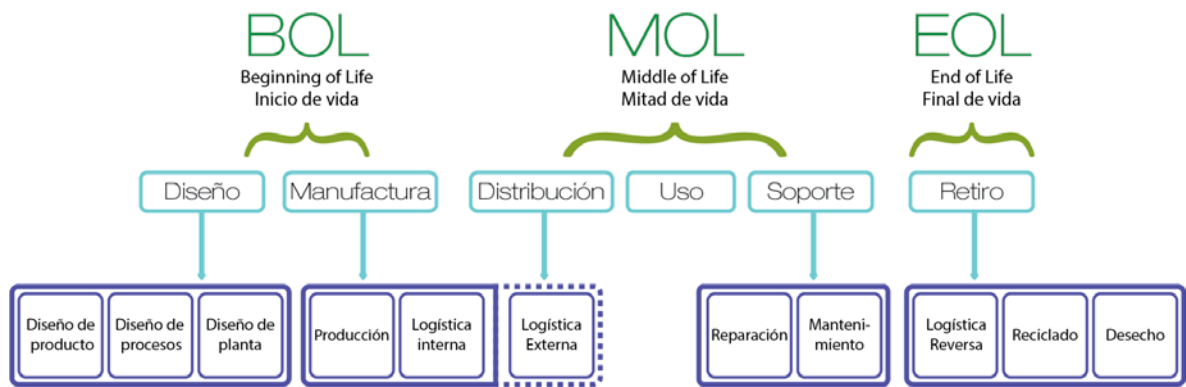 BOL
Beginning of Life
Inicio de vida
MOL
Middle of Life
Mitad de vida
EOL
End of Life
Final de vida
Diseño
Manufactura
Distribución
Uso
Soporte
Retiro
Diseño de
producto
Diseño de
procesos
Diseño de
planta
Producción
Logística
interna
Logística
Externa
Reparación
Manteni-
miento
Logística
Reversa
Reciclado
Desecho